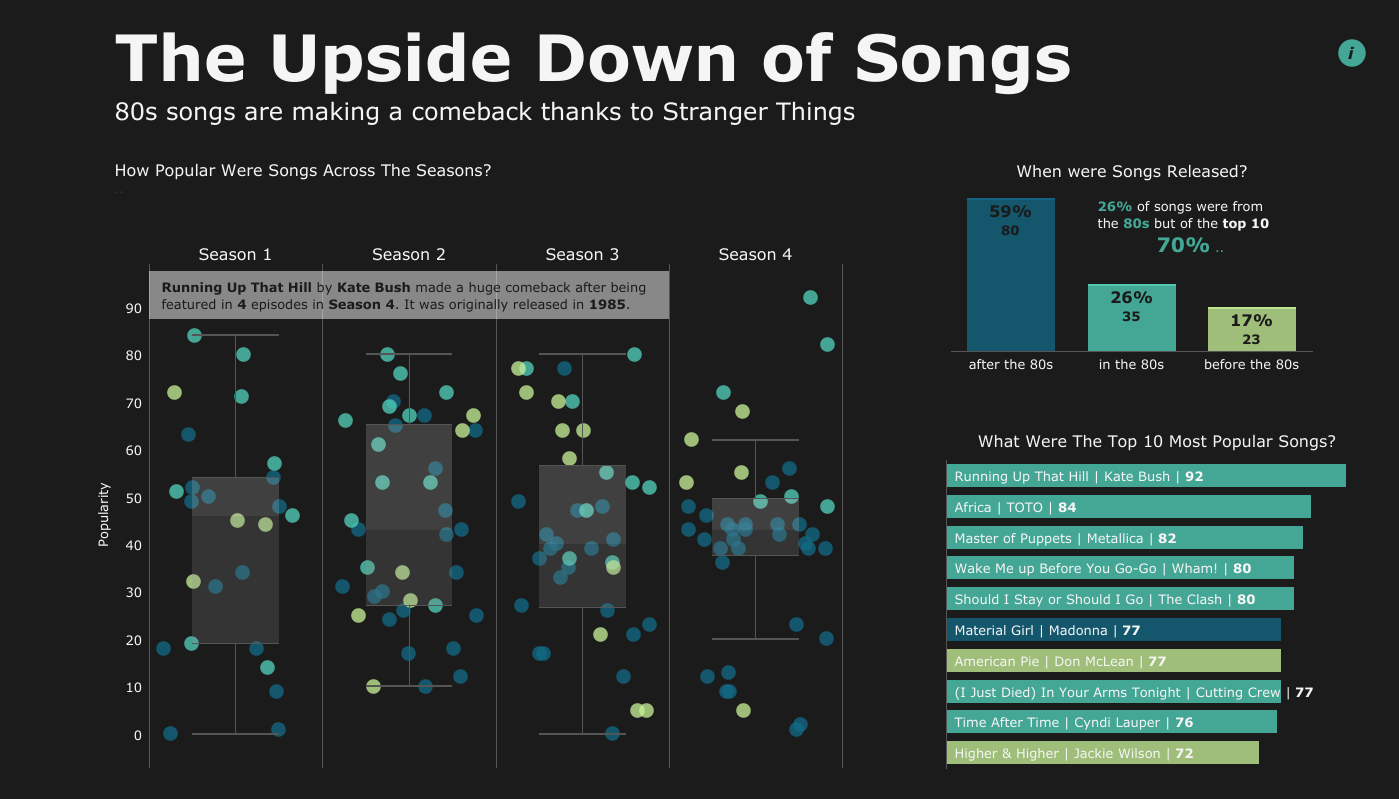 The Upside Down of Songs
i
80s songs are making a comeback thanks to Stranger Things
How Popular Were Songs Across The Seasons?
..
Season 1
Season 2
Season 3
Season 4
Running Up That Hill by Kate Bush made a huge comeback after being
featured in 4 episodes in Season 4. It was originally released in 1985.
Popularity
90
80
70
60
50
40
30
20
10
0
When were Songs Released?
59%
80
26% of songs were from
the 80s but of the top 10
70% ..
26%
35
17%
23
after the 80s
in the 80s
before the 80s
What Were The Top 10 Most Popular Songs?
Running Up That Hill | Kate Bush | 92
Africa | TOTO | 84
Master of Puppets | Metallica | 82
Wake Me up Before You Go-Go | Wham! | 80
Should I Stay or Should I Go | The Clash | 80
Material Girl | Madonna | 77
American Pie | Don McLean | 77
(I Just Died) In Your Arms Tonight | Cutting Crew | 77
Time After Time | Cyndi Lauper | 76
Higher & Higher | Jackie Wilson | 72